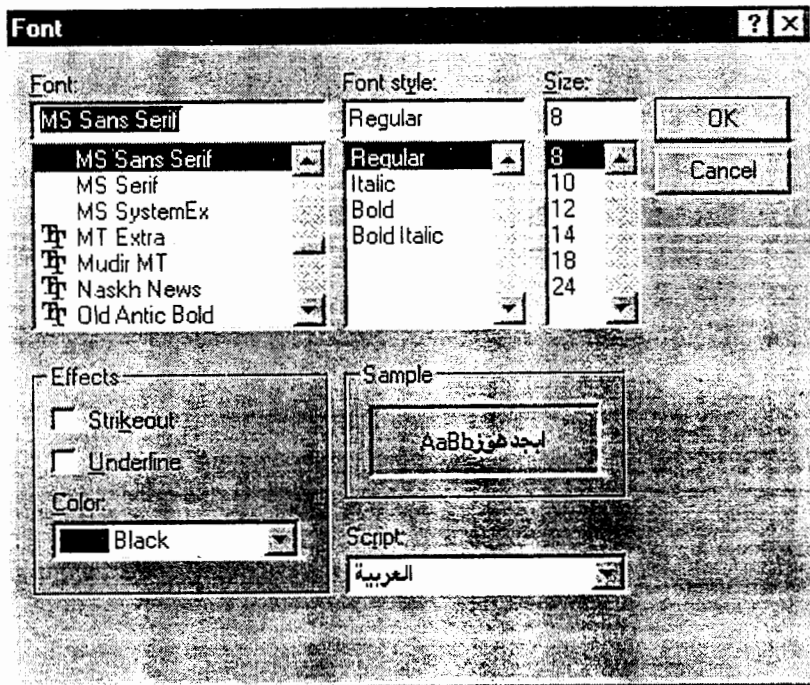 Font
Font:
MS Sans Serif
MS Sans Serif
MS Serif
MS SystemEx
MT Extra
Mudir MT
Naskh News
Old Antic Bold
Font style:
Regular
Regular
Italic
Bold
Bold Italic
Size:
8
8
10
12
14
18
24
OK
Cancel
Effects
Strikeout
Underline
Color:
Black
Sample
AaBbابجد هوز
Script:
العربية